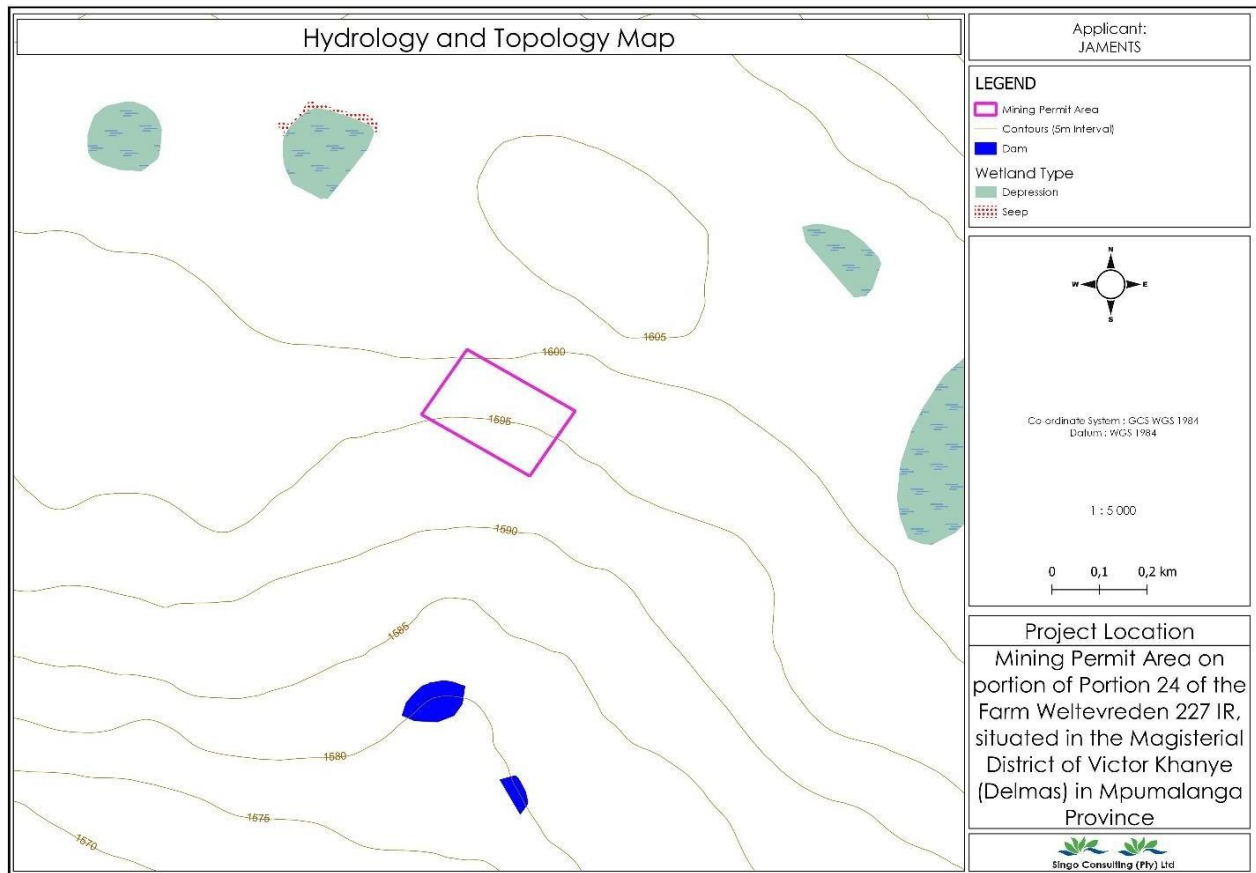 Hydrology and Topology Map
1605
1600
1595
1590
1585
1580
1575
1570
Applicant:
JAMENTS
LEGEND
Mining Permit Area
Contours (5m Interval)
Dam
Wetland Type
Depression
Seep
N
W E
S
Co-ordinate System : GCS WGS 1984
Datum : WGS 1984
1 : 5 000
0 0,1 0,2 km
Project Location
Mining Permit Area on
portion of Portion 24 of the
Farm Weltevreden 227 IR,
situated in the Magisterial
District of Victor Khanye
(Delmas) in Mpumalanga
Province
Singo Consulting (Pty) Ltd